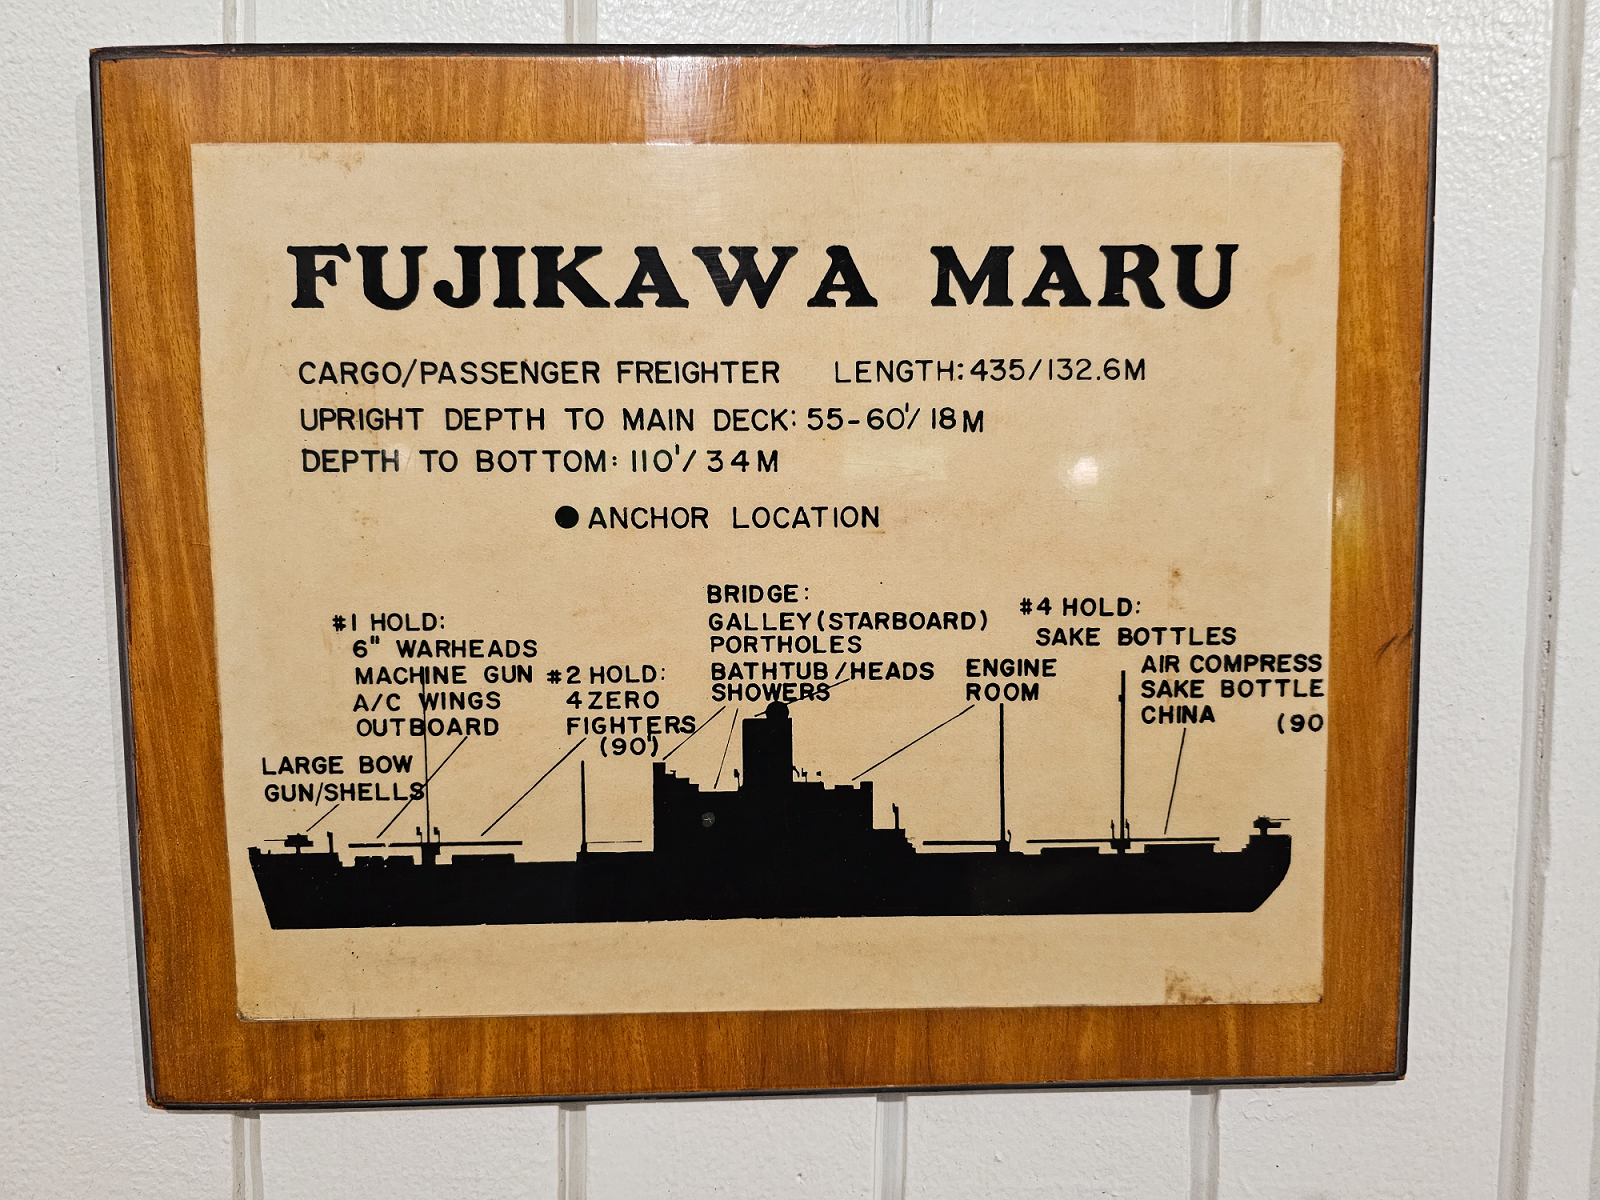 FUJIKAWA MARU
CARGO/PASSENGER FREIGHTER LENGTH: 435/132.6M
UPRIGHT DEPTH TO MAIN DECK: 55-60'/18M
DEPTH TO BOTTOM: 110'/34M
● ANCHOR LOCATION
#1 HOLD:
6" WARHEADS
MACHINE GUN
A/C WINGS
OUTBOARD
LARGE BOW
GUN/SHELLS
#2 HOLD:
4 ZERO
FIGHTERS
(90')
BRIDGE:
GALLEY (STARBOARD)
PORTHOLES
BATHTUB/HEADS
SHOWERS
ENGINE
ROOM
#4 HOLD:
SAKE BOTTLES
AIR COMPRESS
SAKE BOTTLE
CHINA (90